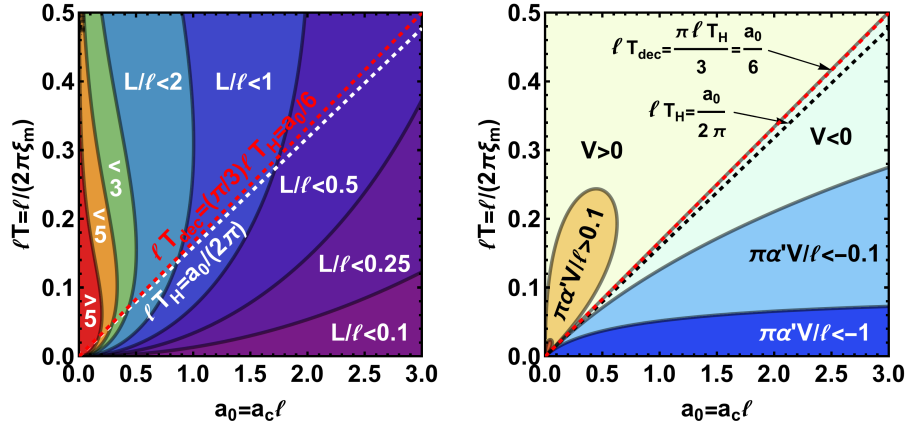 0.5
0.4
0.3
0.2
0.1
0.0
ℓT=ℓ/(2πξm)
L/ℓ<2
L/ℓ<1
<3
<5
>5
L/ℓ<0.5
L/ℓ<0.25
L/ℓ<0.1
ℓ Tdec=(π/3)ℓ TH=a0/6
ℓ TH=a0/(2π)
0.0 0.5 1.0 1.5 2.0 2.5 3.0
a0=acℓ
0.5
0.4
0.3
0.2
0.1
0.0
ℓT=ℓ/(2πξm)
ℓ Tdec=π ℓ TH/3=a0/6
ℓ TH=a0/2 π
V>0
V<0
πα'V/ℓ>0.1
πα'V/ℓ<-0.1
πα'V/ℓ<-1
0.0 0.5 1.0 1.5 2.0 2.5 3.0
a0=acℓ